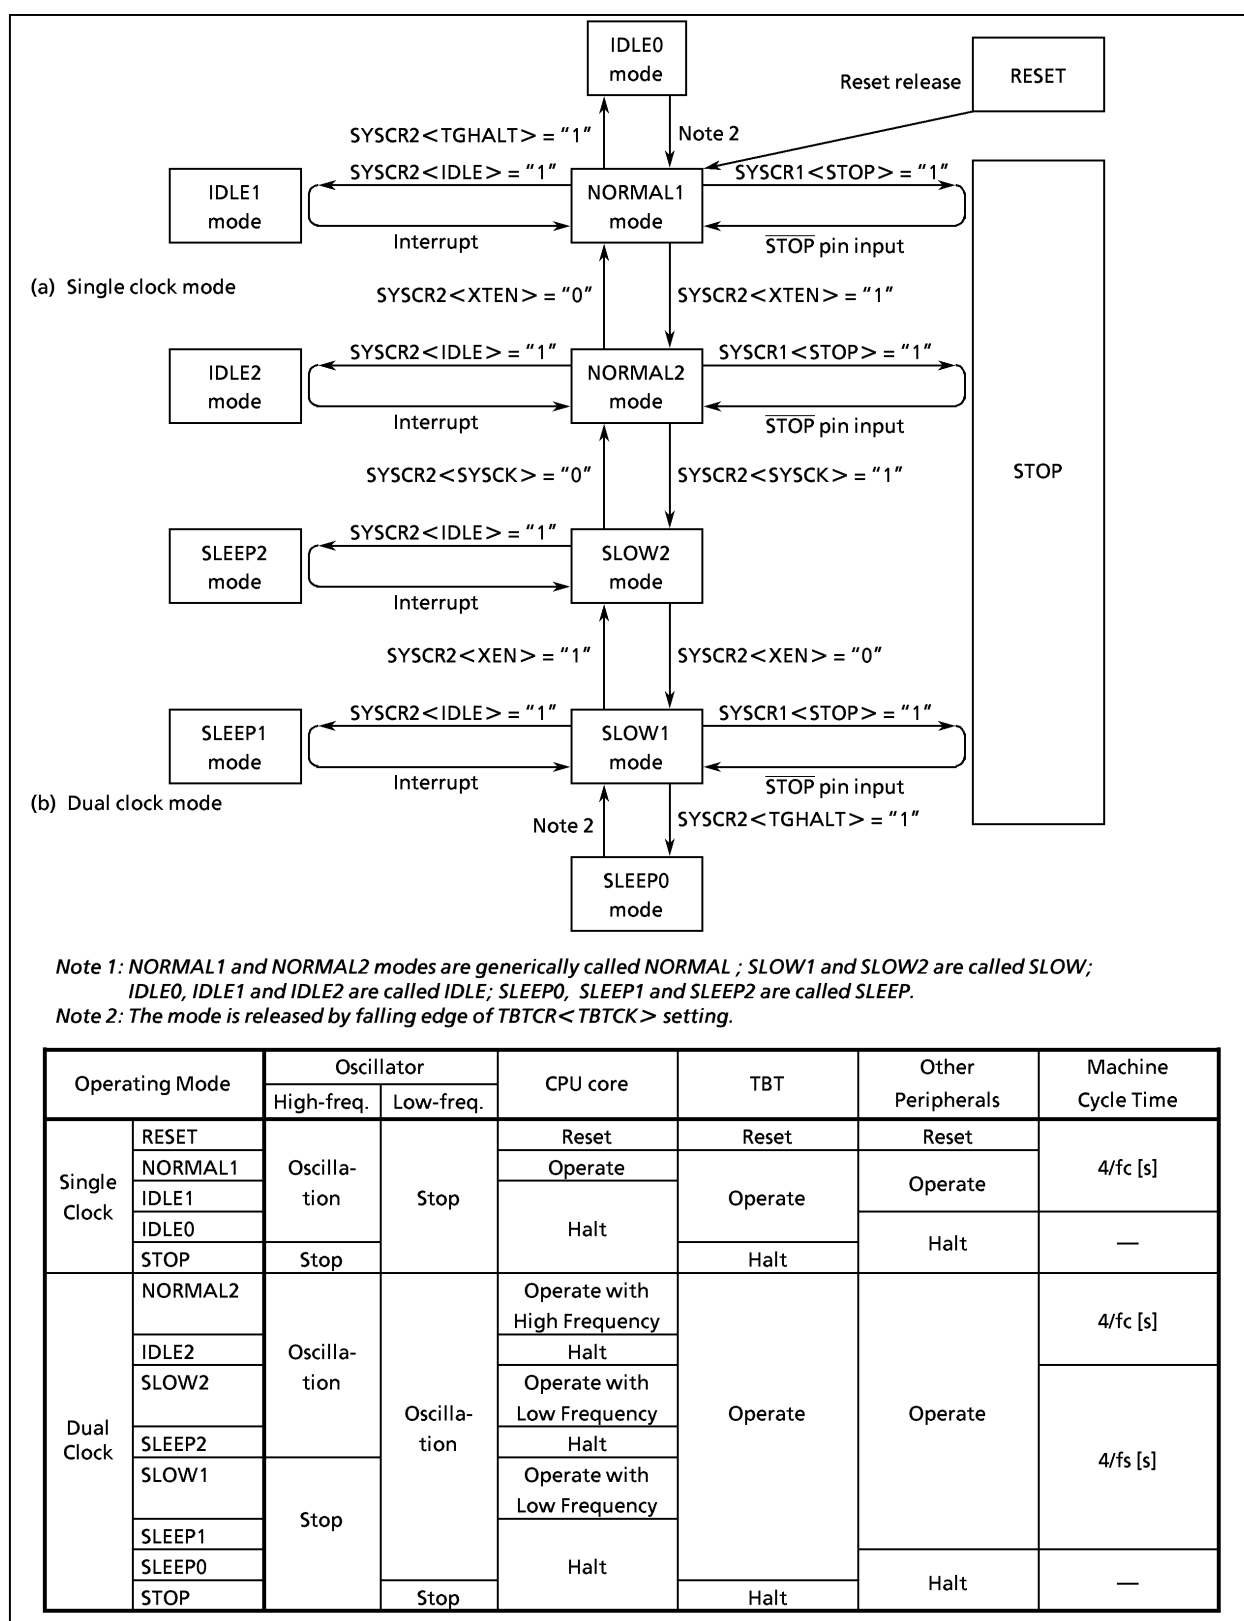 IDLE0
mode
RESET
Reset release
SYSCR2<TGHALT> = “1”
Note 2
SYSCR2<IDLE> = “1”
SYSCR1<STOP> = “1”
IDLE1
mode
NORMAL1
mode
Interrupt
STOP pin input
(a) Single clock mode
SYSCR2<XTEN> = “0”
SYSCR2<XTEN> = “1”
SYSCR2<IDLE> = “1”
SYSCR1<STOP> = “1”
IDLE2
mode
NORMAL2
mode
Interrupt
STOP pin input
STOP
SYSCR2<SYSCK> = “0”
SYSCR2<SYSCK> = “1”
SYSCR2<IDLE> = “1”
SLEEP2
mode
SLOW2
mode
Interrupt
SYSCR2<XEN> = “1”
SYSCR2<XEN> = “0”
SYSCR2<IDLE> = “1”
SYSCR1<STOP> = “1”
SLEEP1
mode
SLOW1
mode
Interrupt
STOP pin input
(b) Dual clock mode
Note 2
SYSCR2<TGHALT> = “1”
SLEEP0
mode
Note 1: NORMAL1 and NORMAL2 modes are generically called NORMAL ; SLOW1 and SLOW2 are called SLOW;
IDLE0, IDLE1 and IDLE2 are called IDLE; SLEEP0, SLEEP1 and SLEEP2 are called SLEEP.
Note 2: The mode is released by falling edge of TBTCR<TBTCK> setting.
Operating Mode
Oscillator
High-freq.
Low-freq.
CPU core
TBT
Other
Peripherals
Machine
Cycle Time
Single
Clock
RESET
NORMAL1
IDLE1
IDLE0
STOP
Oscilla-
tion
Stop
Stop
Reset
Operate
Halt
Reset
Operate
Halt
Reset
Operate
Halt
4/fc [s]
—
Dual
Clock
NORMAL2
IDLE2
SLOW2
SLEEP2
SLOW1
SLEEP1
SLEEP0
STOP
Oscilla-
tion
Stop
Oscilla-
tion
Stop
Operate with
High Frequency
Halt
Operate with
Low Frequency
Halt
Operate with
Low Frequency
Halt
Operate
Halt
Operate
Halt
4/fc [s]
4/fs [s]
—